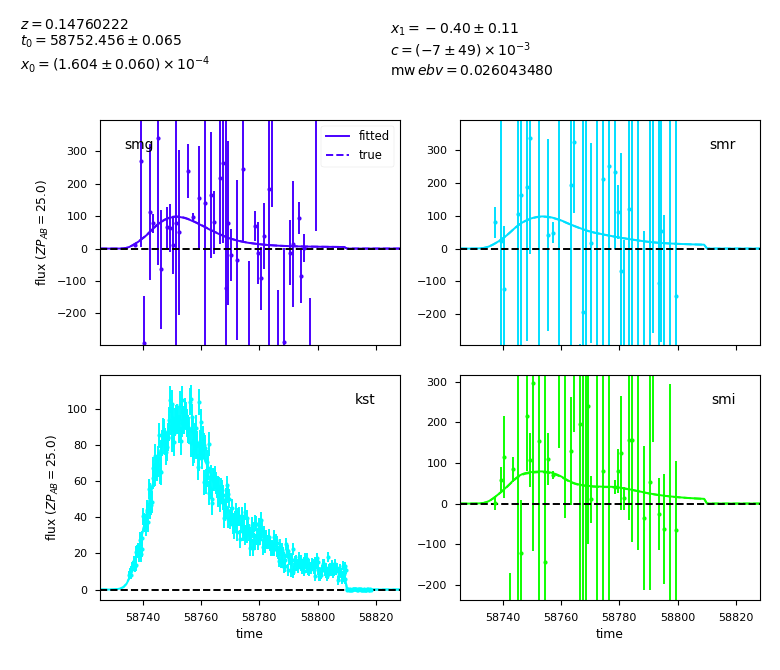 z = 0.14760222
t₀ = 58752.456 ± 0.065
x₀ = (1.604 ± 0.060) × 10⁻⁴
x₁ = −0.40 ± 0.11
c = (−7 ± 49) × 10⁻³
mw ebv = 0.026043480
smg
fitted
true
300
200
100
0
−100
−200
flux (ZP_AB = 25.0)
smr
300
200
100
0
−100
−200
kst
100
80
60
40
20
0
flux (ZP_AB = 25.0)
58740 58760 58780 58800 58820
time
smi
300
200
100
0
−100
−200
58740 58760 58780 58800 58820
time